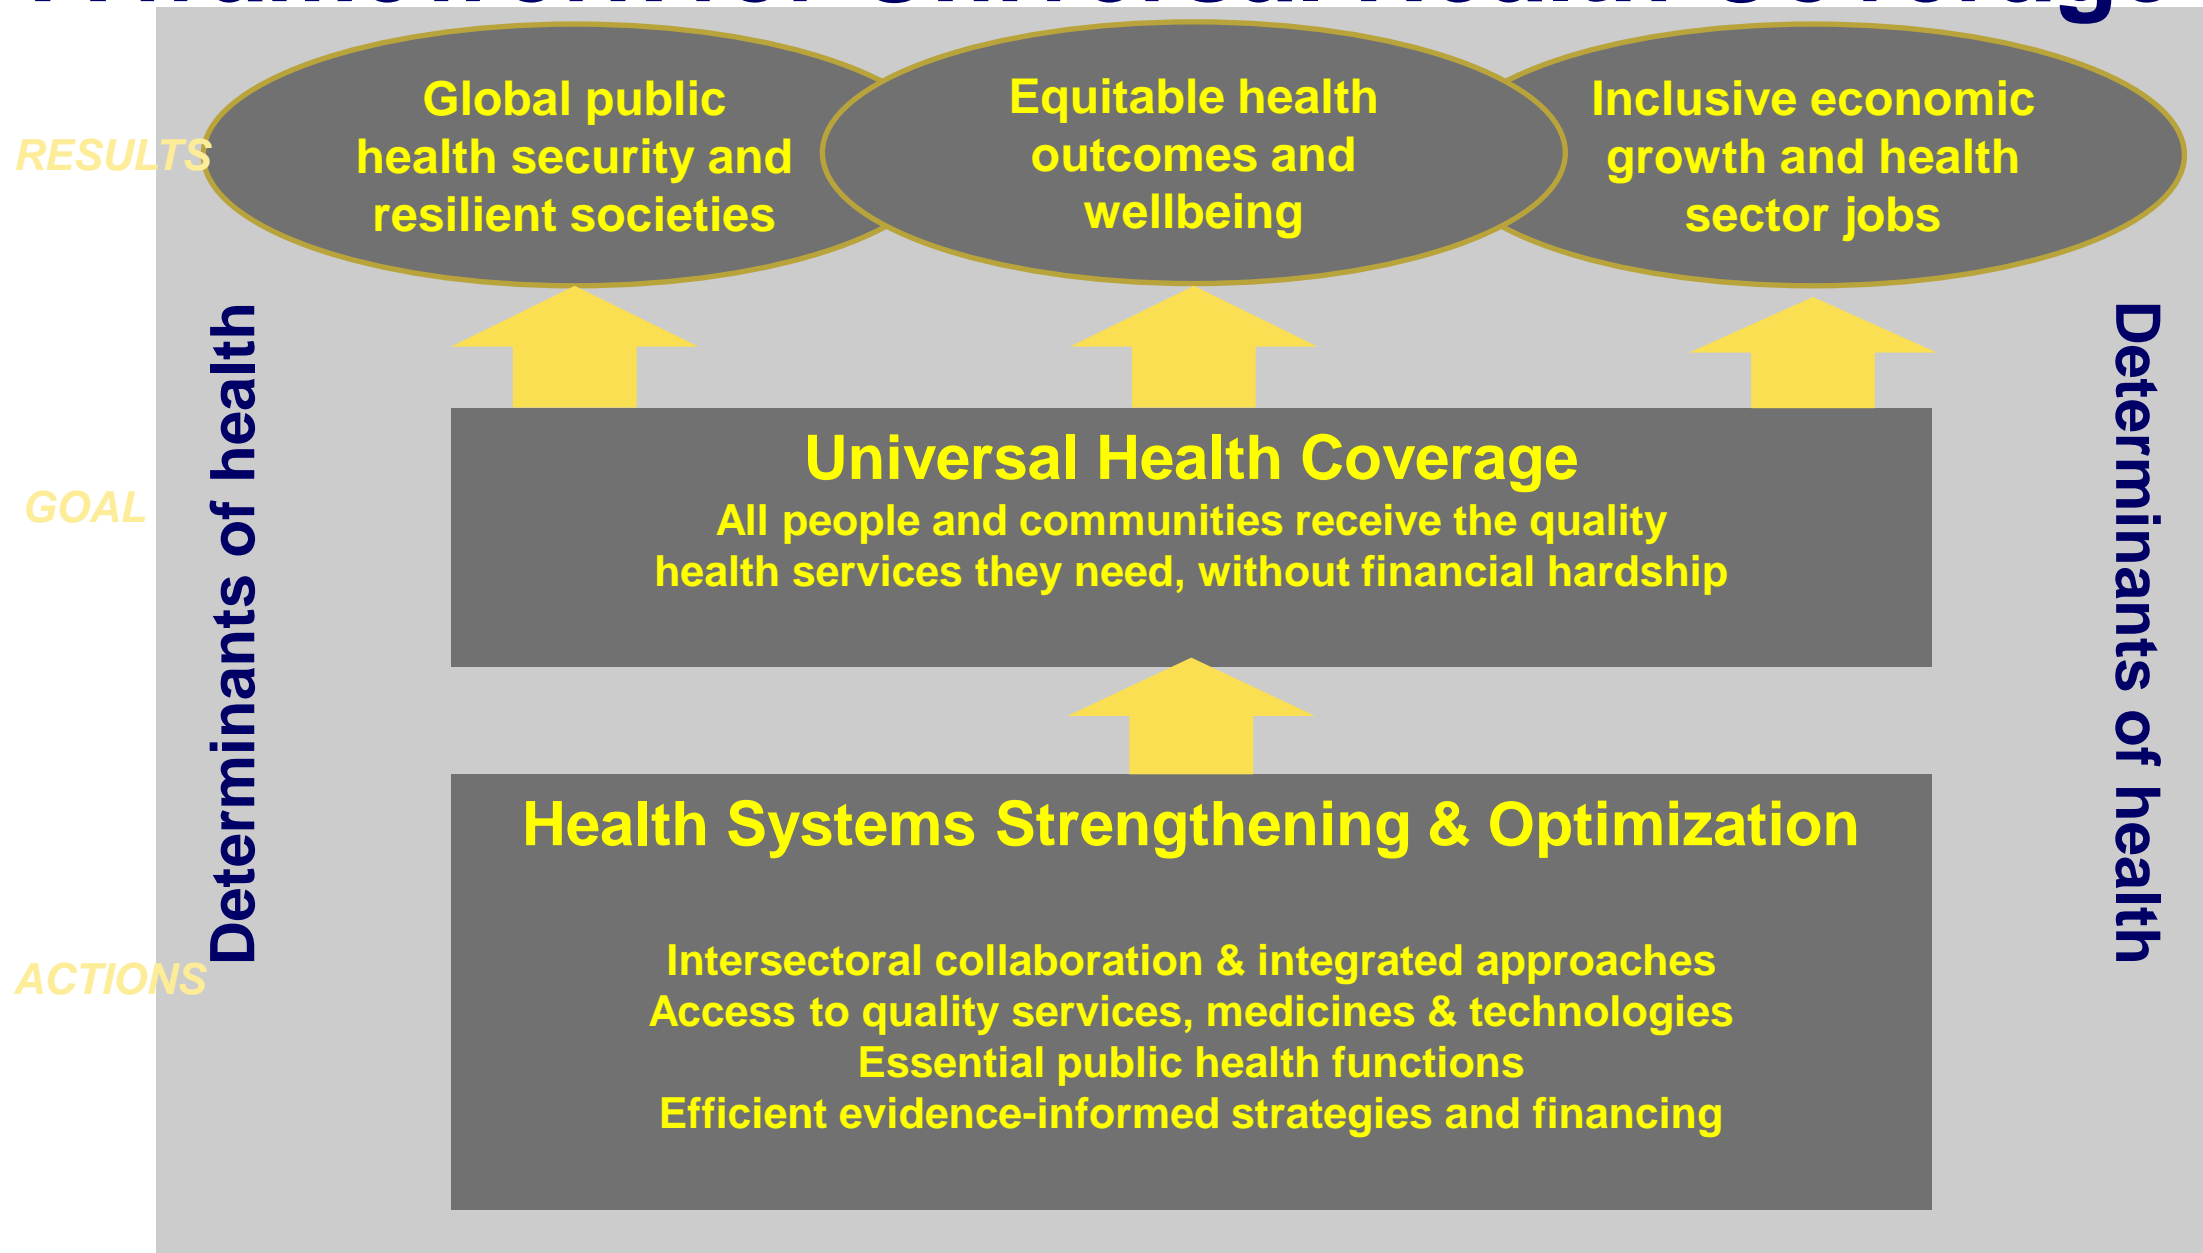 RESULTS
Global public
health security and
resilient societies
Equitable health
outcomes and
wellbeing
Inclusive economic
growth and health
sector jobs
Determinants of health
Determinants of health
GOAL
Universal Health Coverage
All people and communities receive the quality
health services they need, without financial hardship
ACTIONS
Health Systems Strengthening & Optimization
Intersectoral collaboration & integrated approaches
Access to quality services, medicines & technologies
Essential public health functions
Efficient evidence-informed strategies and financing